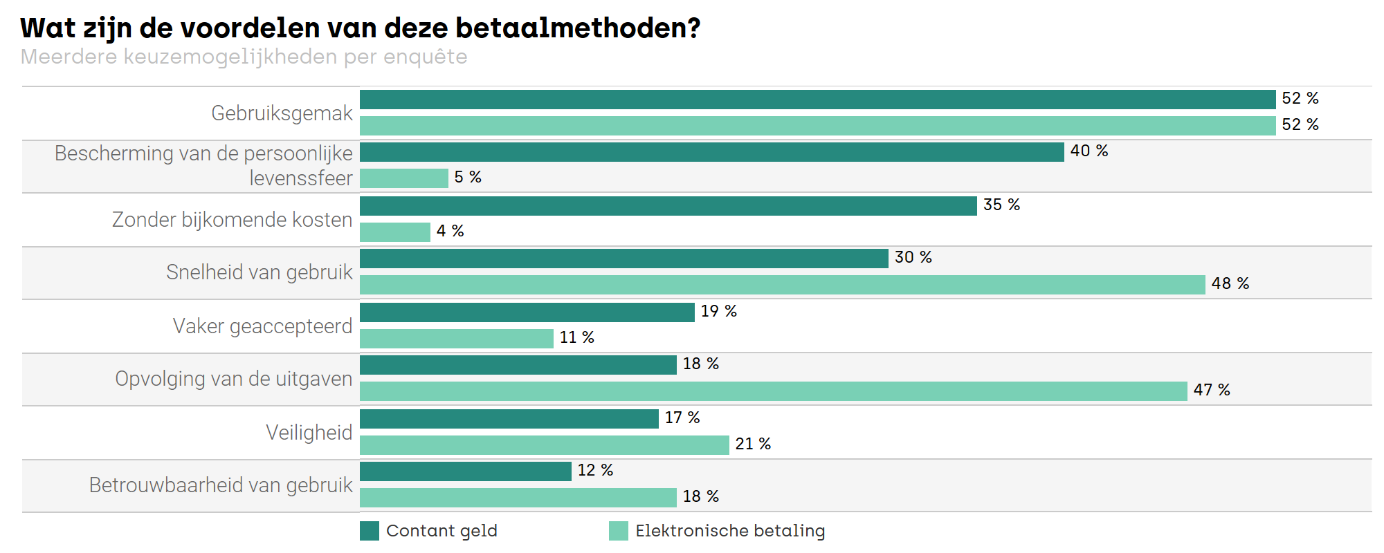 Wat zijn de voordelen van deze betaalmethoden?
Meerdere keuzemogelijkheden per enquête
Gebruiksgemak
52 %
52 %
Bescherming van de persoonlijke
levenssfeer
40 %
5 %
Zonder bijkomende kosten
35 %
4 %
Snelheid van gebruik
30 %
48 %
Vaker geaccepteerd
19 %
11 %
Opvolging van de uitgaven
18 %
47 %
Veiligheid
17 %
21 %
Betrouwbaarheid van gebruik
12 %
18 %
Contant geld
Elektronische betaling